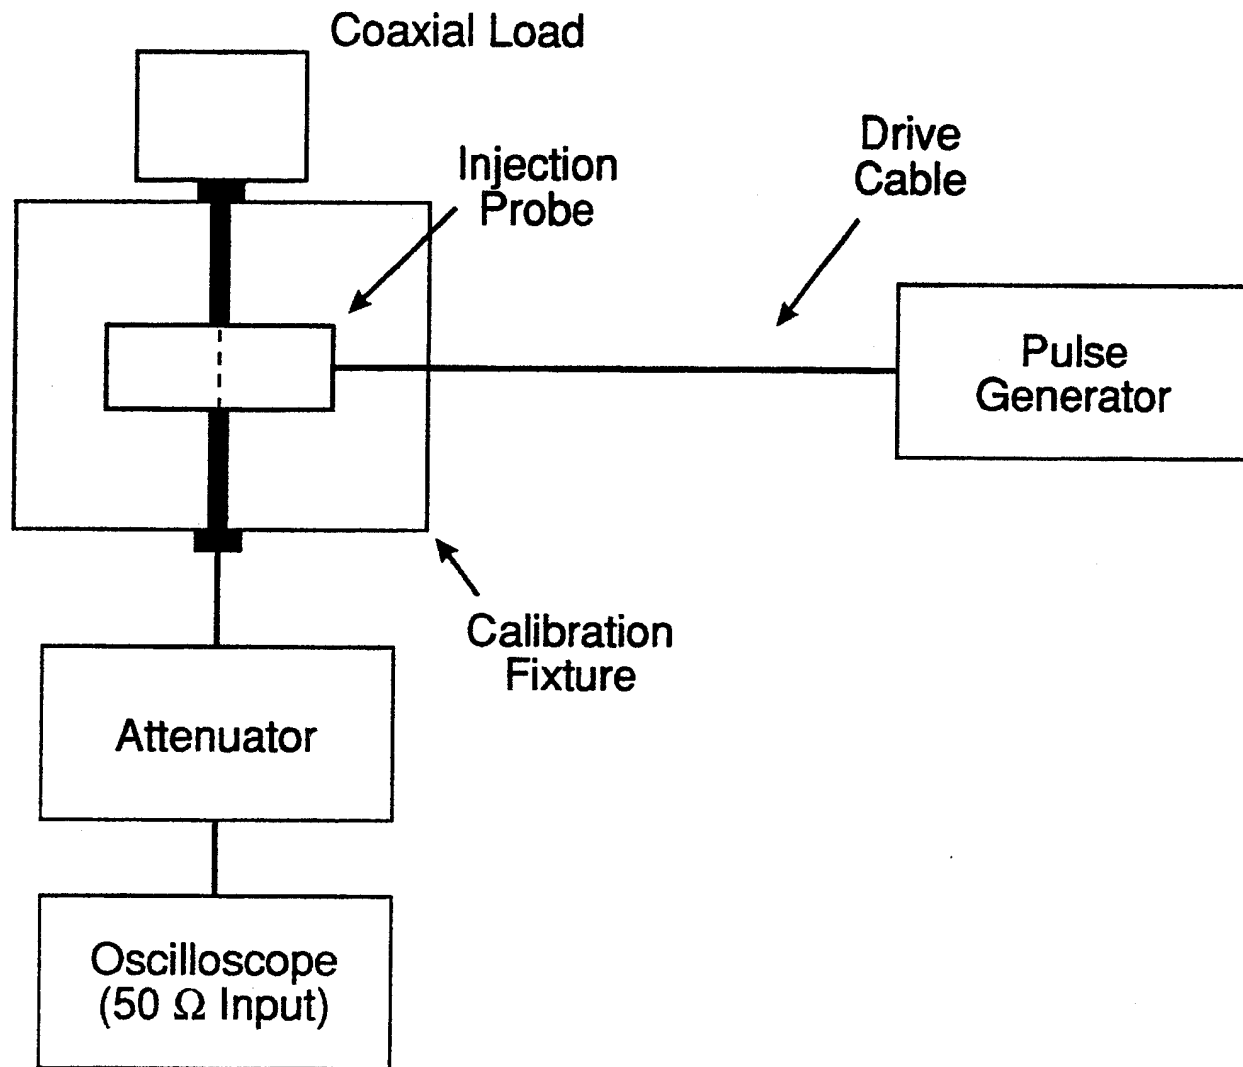 Coaxial Load
Injection
Probe
Drive
Cable
Pulse
Generator
Calibration
Fixture
Attenuator
Oscilloscope
(50 Ω Input)